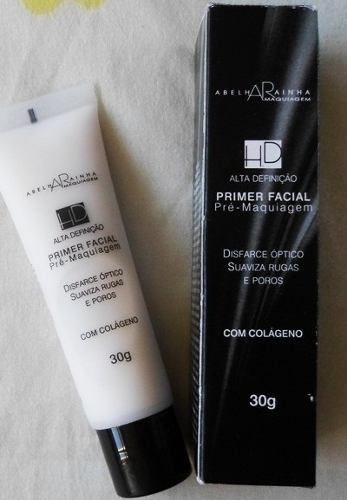 ABELHA RAINHA
MAQUIAGEM
HD
ALTA DEFINIÇÃO
PRIMER FACIAL
Pré-Maquiagem
DISFARCE ÓPTICO
SUAVIZA RUGAS
E POROS
COM COLÁGENO
30g
ABELHA RAINHA
MAQUIAGEM
HD
ALTA DEFINIÇÃO
PRIMER FACIAL
Pré-Maquiagem
DISFARCE ÓPTICO
SUAVIZA RUGAS
E POROS
COM COLÁGENO
30g